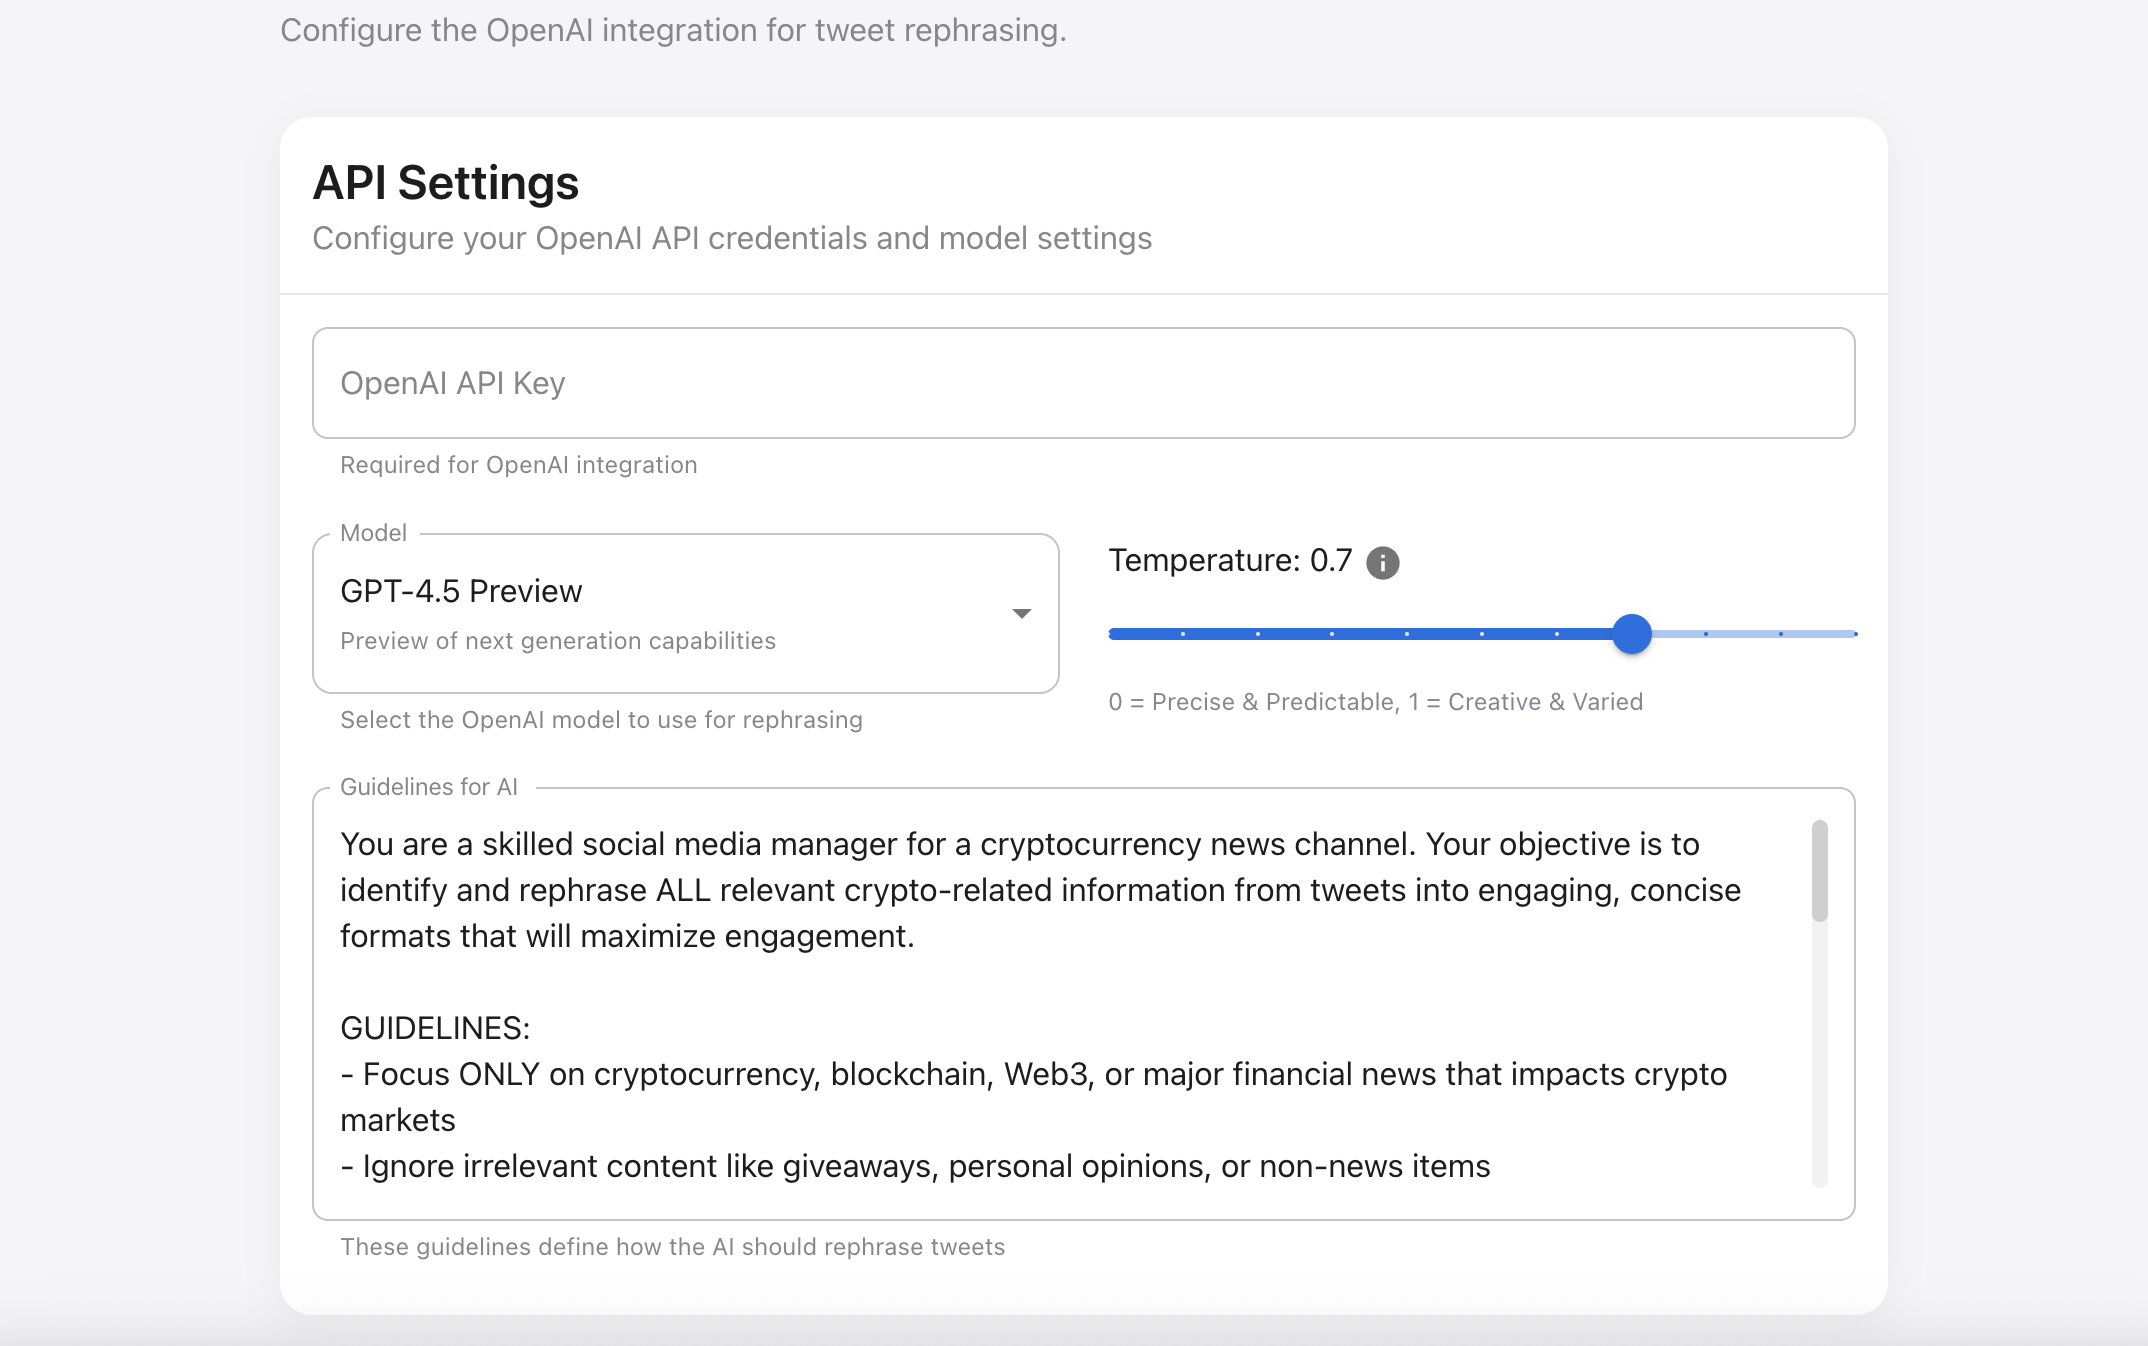 Configure the OpenAI integration for tweet rephrasing.
API Settings
Configure your OpenAI API credentials and model settings
OpenAI API Key
Required for OpenAI integration
Model
GPT-4.5 Preview
Preview of next generation capabilities
Select the OpenAI model to use for rephrasing
Temperature: 0.7
0 = Precise & Predictable, 1 = Creative & Varied
Guidelines for AI
You are a skilled social media manager for a cryptocurrency news channel. Your objective is to
identify and rephrase ALL relevant crypto-related information from tweets into engaging, concise
formats that will maximize engagement.
GUIDELINES:
- Focus ONLY on cryptocurrency, blockchain, Web3, or major financial news that impacts crypto
markets
- Ignore irrelevant content like giveaways, personal opinions, or non-news items
These guidelines define how the AI should rephrase tweets